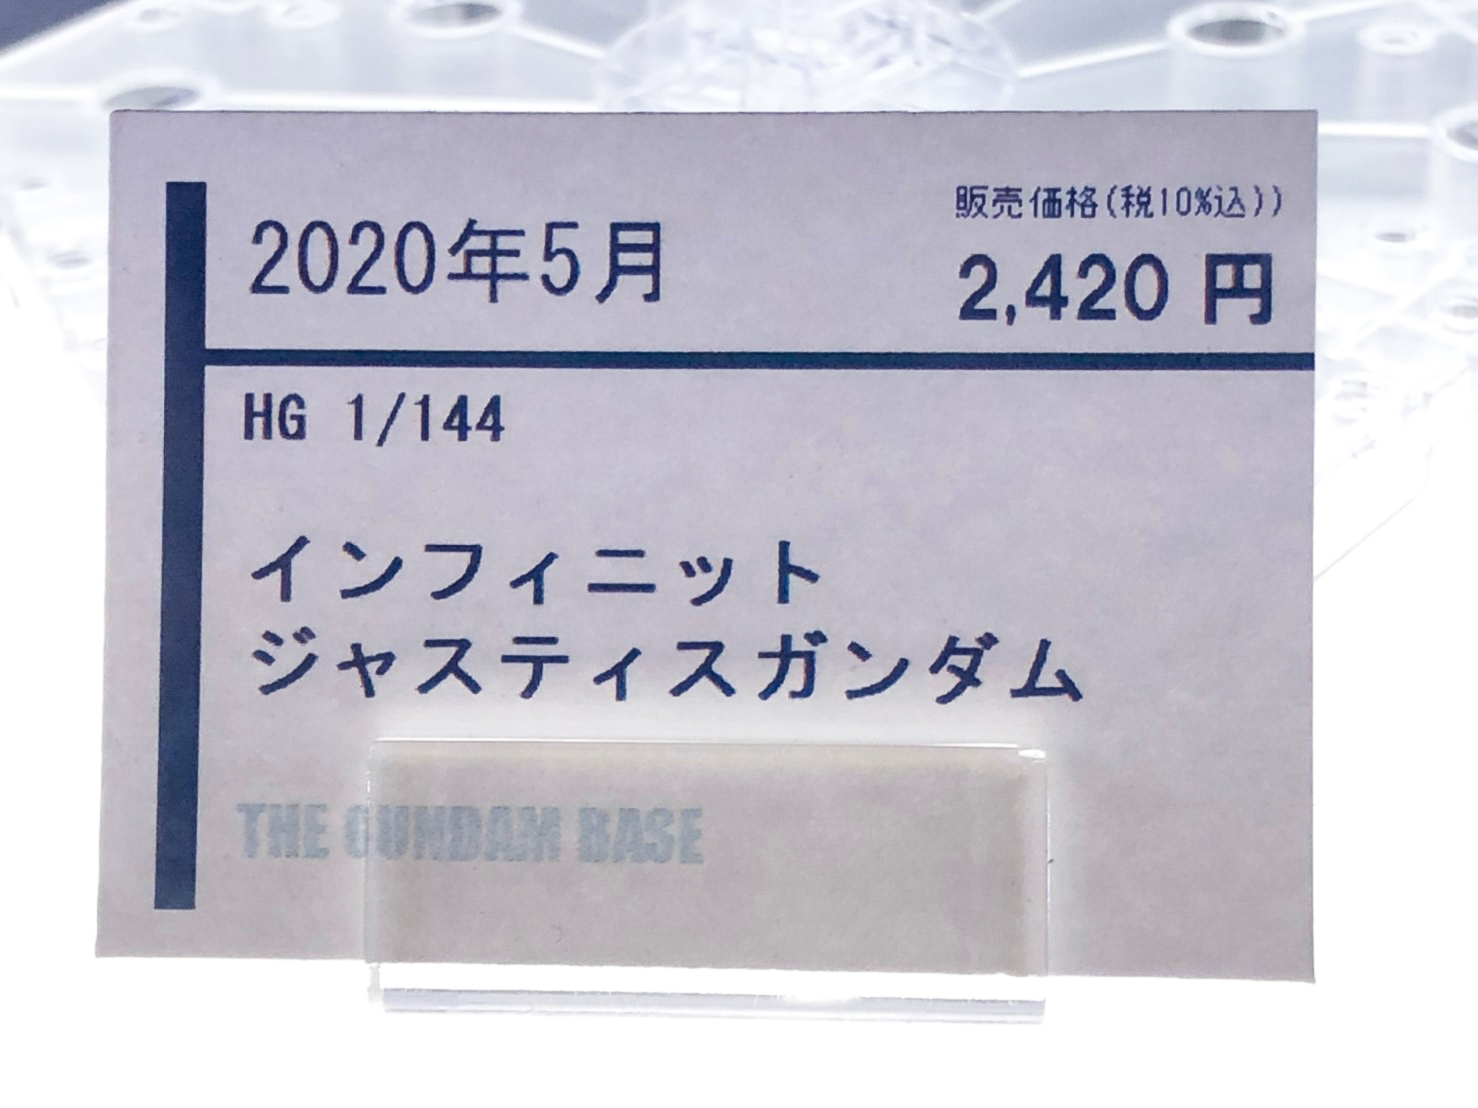 2020年5月
販売価格(税10%込))
2,420 円
HG 1/144
インフィニット
ジャスティスガンダム
THE GUNDAM BASE